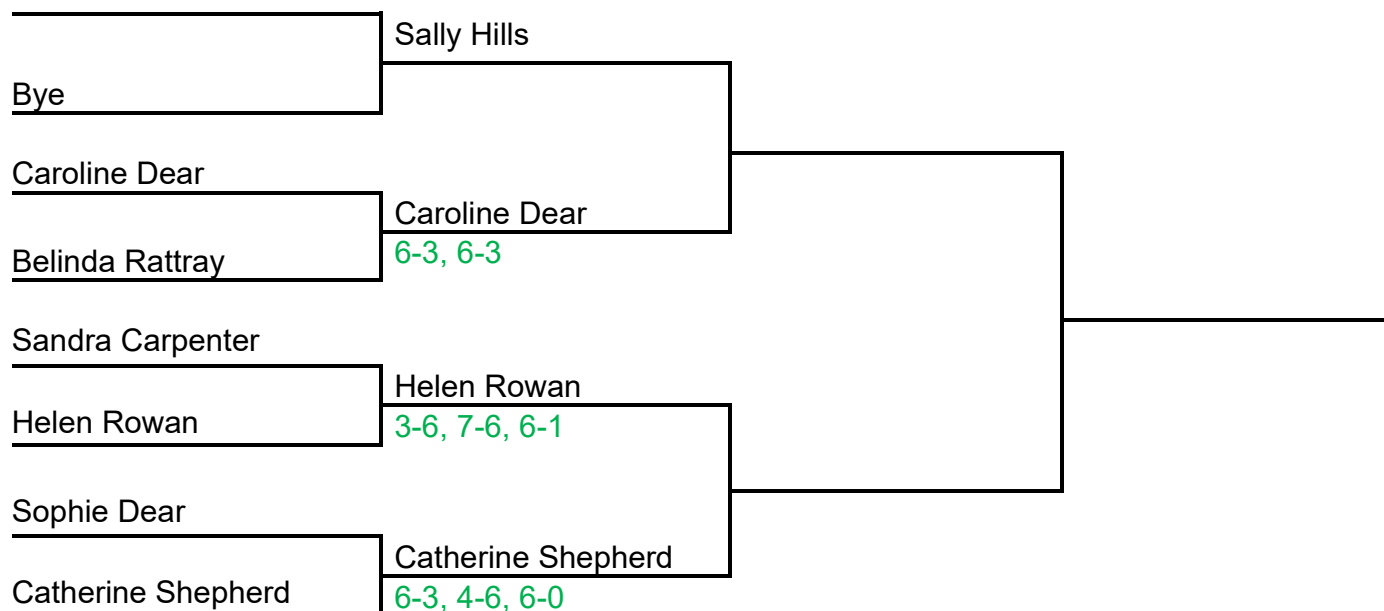 Sally Hills
Bye
Caroline Dear
Caroline Dear
6-3, 6-3
Belinda Rattray
Sandra Carpenter
Helen Rowan
Helen Rowan
3-6, 7-6, 6-1
Sophie Dear
Catherine Shepherd
Catherine Shepherd
6-3, 4-6, 6-0